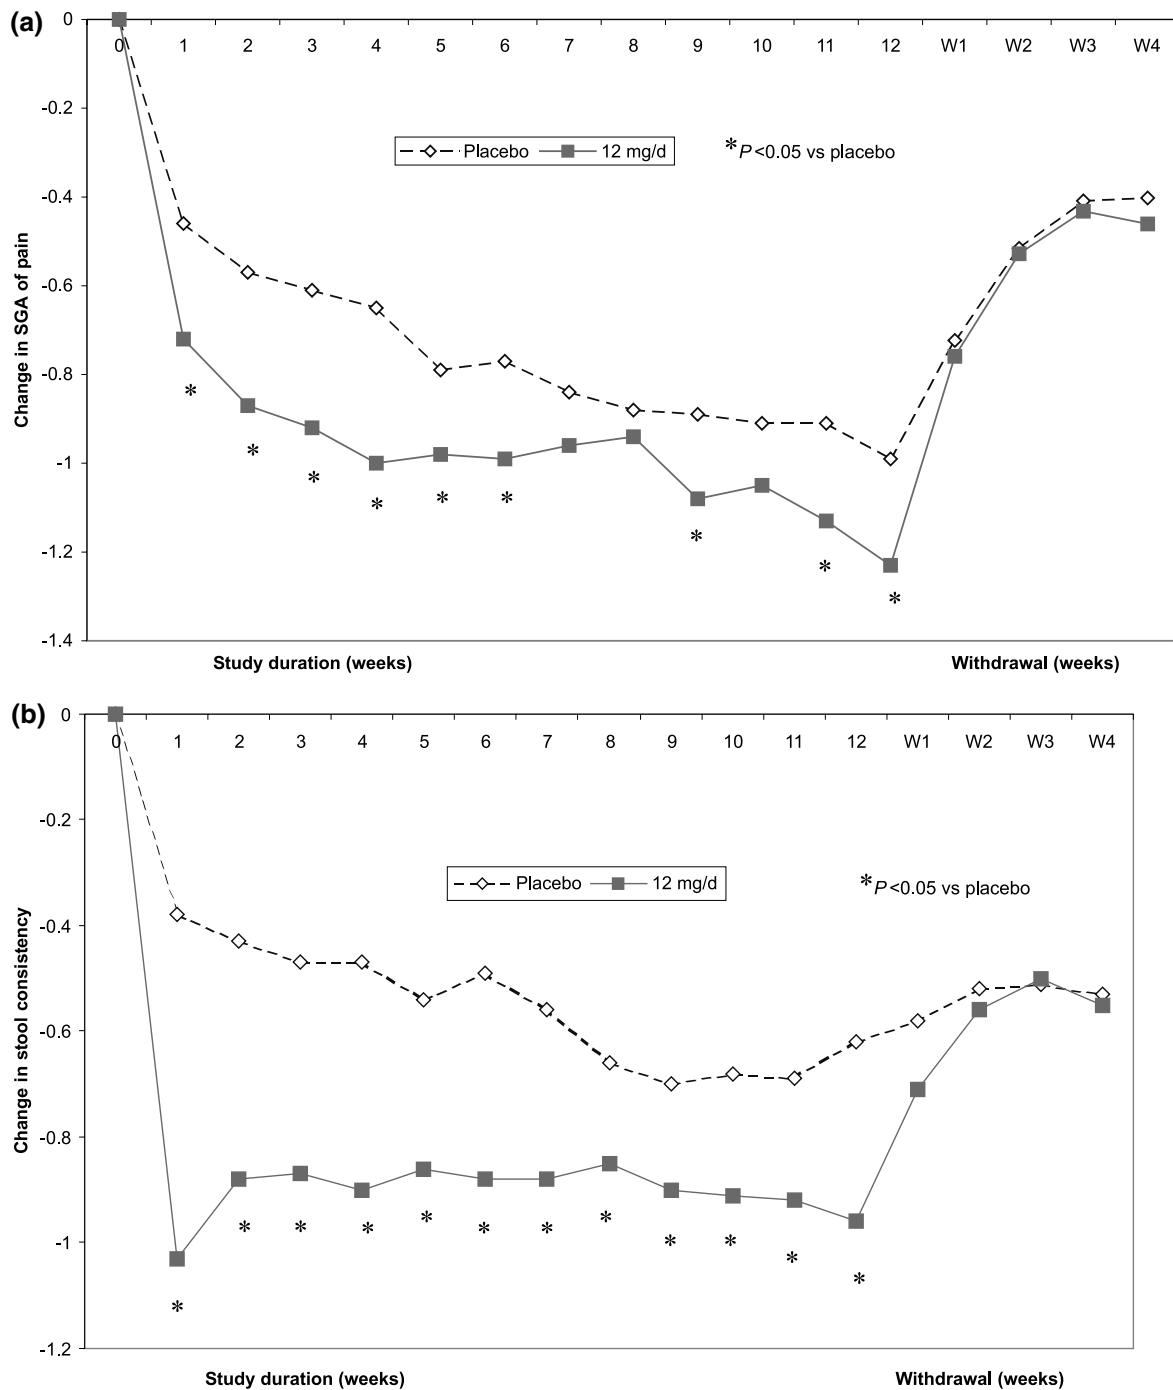 (a)
0
0 1 2 3 4 5 6 7 8 9 10 11 12 W1 W2 W3 W4
-0.2
Placebo 12 mg/d *P<0.05 vs placebo
-0.4
-0.6
-0.8
-1
-1.2
-1.4
Change in SGA of pain
* * * * * * * * *
Study duration (weeks) Withdrawal (weeks)
(b)
0
0 1 2 3 4 5 6 7 8 9 10 11 12 W1 W2 W3 W4
-0.2
Placebo 12 mg/d *P<0.05 vs placebo
-0.4
-0.6
-0.8
-1
-1.2
Change in stool consistency
* * * * * * * * * * * *
Study duration (weeks) Withdrawal (weeks)